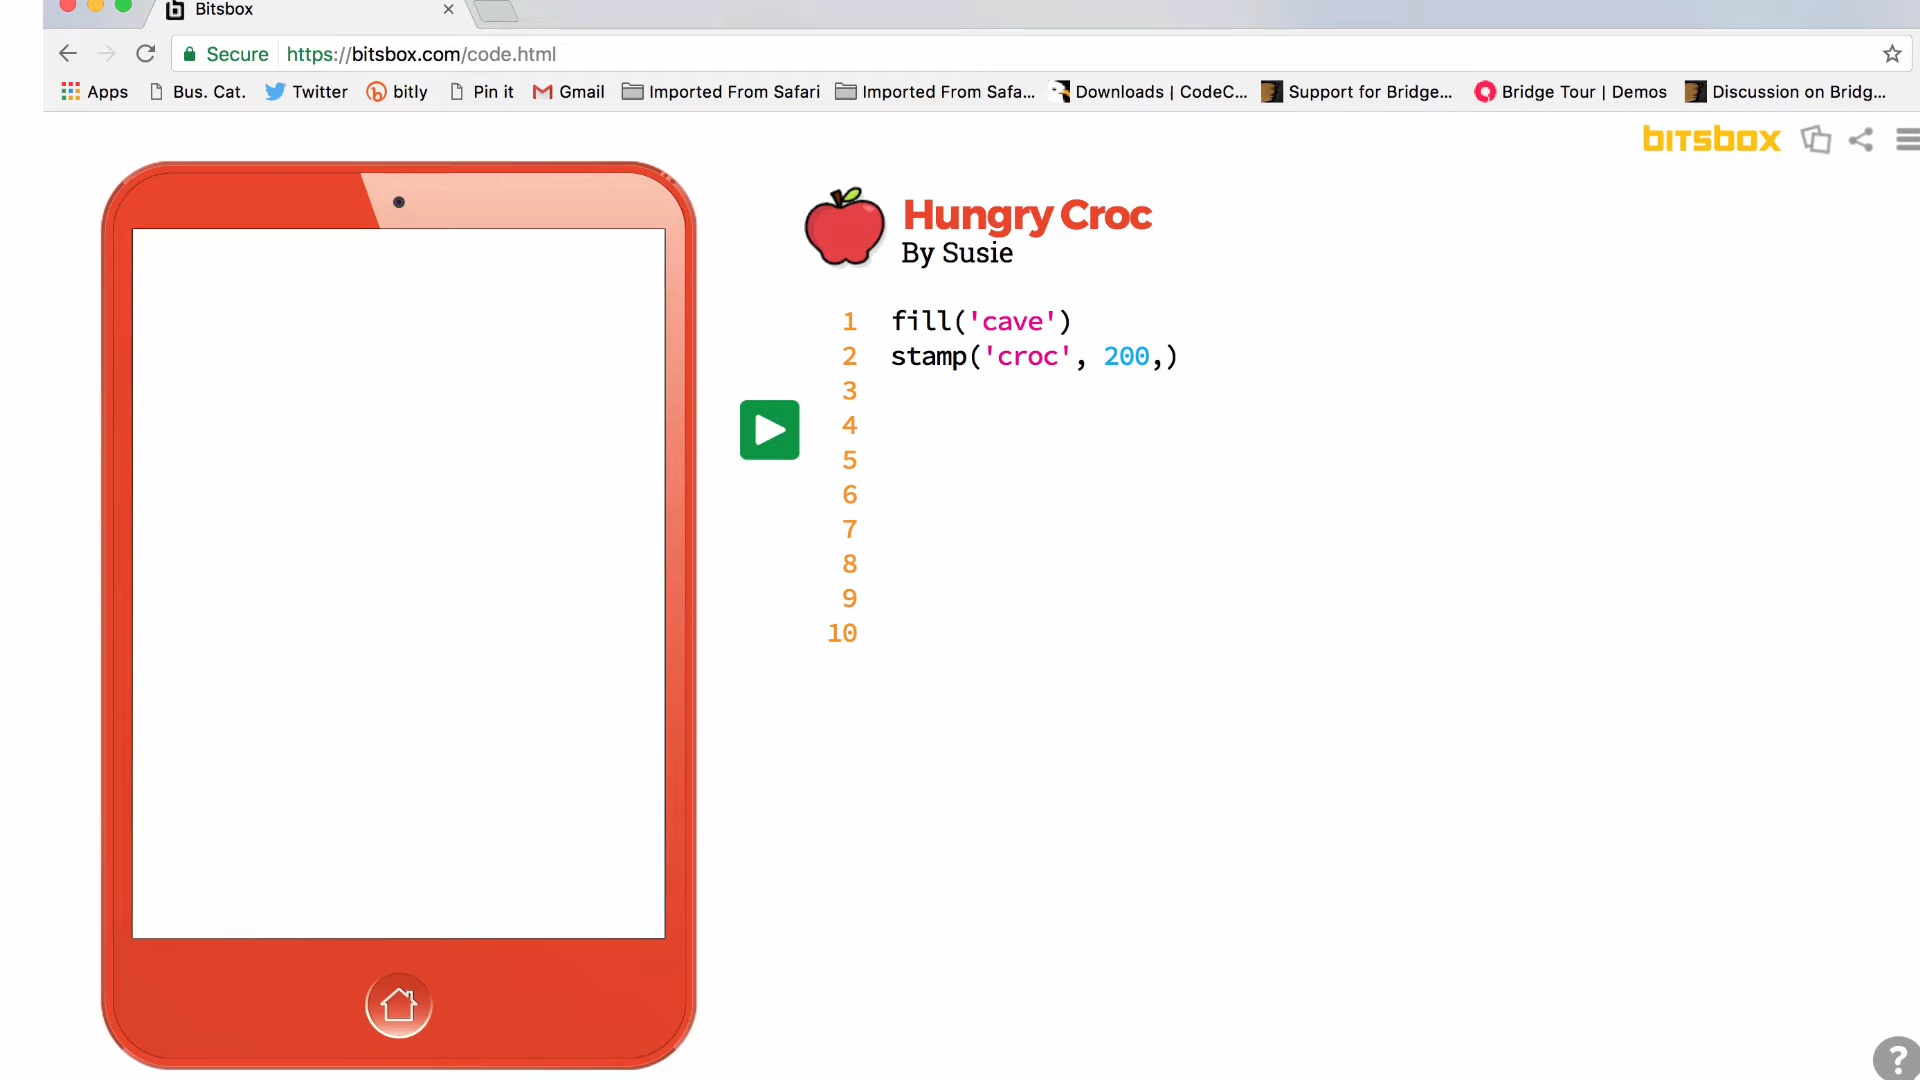 Bitsbox
Secure https://bitsbox.com/code.html
Apps Bus. Cat. Twitter bitly Pin it Gmail Imported From Safari Imported From Safa... Downloads | CodeC... Support for Bridge... Bridge Tour | Demos Discussion on Bridg...
bitsbox
Hungry Croc
By Susie
1 fill('cave')
2 stamp('croc', 200,)
3
4
5
6
7
8
9
10
?